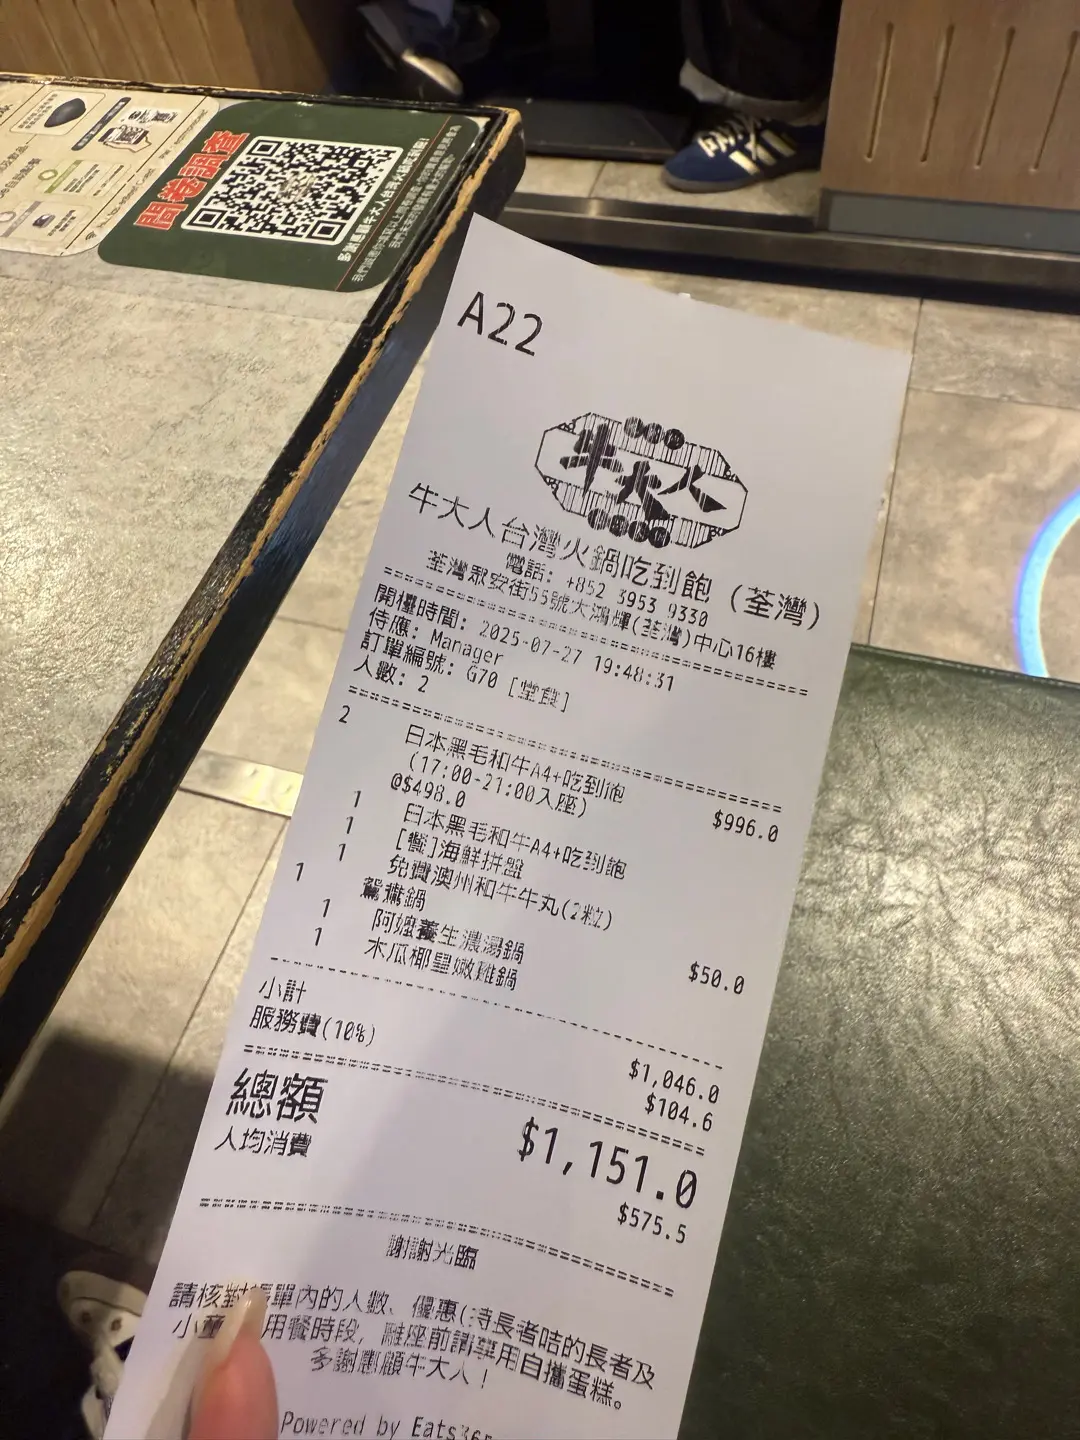 問卷調查
A22
牛大人
牛大人台灣火鍋吃到飽 (荃灣)
電話: +852 3953 9330
荃灣眾安街55號大鴻輝(荃灣)中心16樓
開檯時間: 2025-07-27 19:48:31
侍應: Manager
訂單編號: G70 [堂食]
人數: 2
2 日本黑毛和牛A4+吃到飽
(17:00-21:00入座)
@$498.0 $996.0
1 日本黑毛和牛A4+吃到飽
1 [餐]海鮮拼盤
1 免費澳州和牛牛丸(2粒)
1 鴛鴦鍋 $50.0
1 阿嬤養生濃湯鍋
1 木瓜椰皇嫩雞鍋
小計 $1,046.0
服務費(10%) $104.6
總額 $1,151.0
人均消費 $575.5
謝謝光臨
請核對帳單內的人數、優惠(持長者咭的長者及
小童 用餐時段, 離座前請享用自攜蛋糕。
多謝惠顧牛大人!
Powered by Eats365